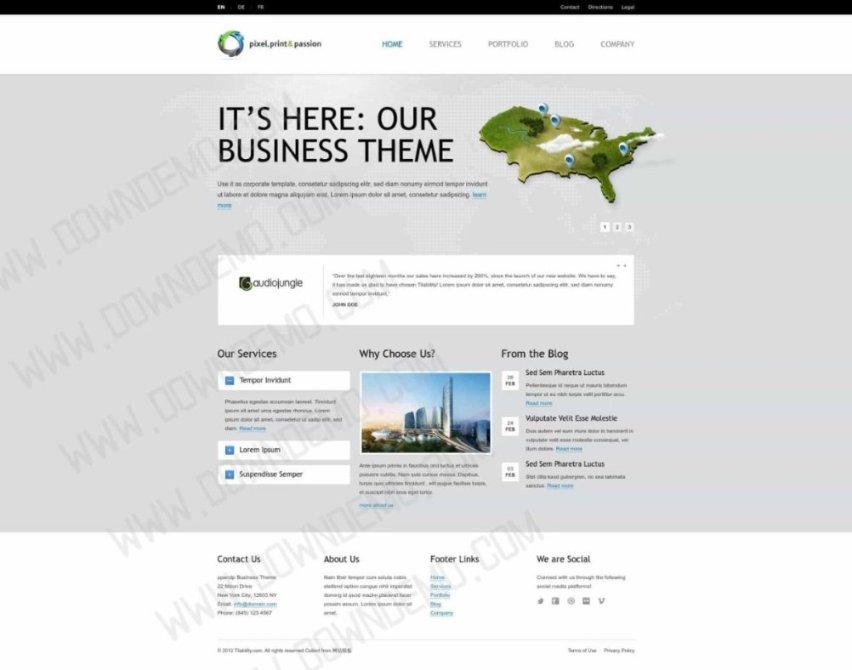 EN DE FR Contact Directions Legal
pixel,print&passion HOME SERVICES PORTFOLIO BLOG COMPANY
IT'S HERE: OUR
BUSINESS THEME
Use it as corporate template, consetetur sadipscing elitr, sed diam nonumy eirmod tempor invidunt
ut labore et dolore magna aliquyam erat. Lorem ipsum dolor sit amet, consetetur sadipscing. learn
more
1 2 3
audiojungle
"Over the last eighteen months our sales have increased by 250%, since the launch of our new website. We have to say,
it has made us glad to have chosen Tilability! Lorem ipsum dolor sit amet, consetetur sadipscing elitr, sed diam nonumy
eirmod tempor invidunt."
JOHN DOE
Our Services
Tempor Invidunt
Phasellus egestas accumsan laoreet. Tincidunt
ipsum sit amet urna egestas rhoncus. Lorem
ipsum dolor sit amet, consetetur ut sadip elitr, sed
diam. Read more
Lorem Ipsum
Suspendisse Semper
Why Choose Us?
Ante ipsum primis in faucibus orci luctus et ultrices
posuere cubilia. Nam quis cursus massa. Dapibus,
turpis quis ultricies tincidunt, elit augue facilisis turpis,
et suscipit nibh eros eget tortor.
more about us
From the Blog
28
FEB
Sed Sem Pharetra Luctus
Pellentesque id neque ut mauris bibendum
tempor ut eu nibh turpis velit porttitor arcu.
Read more
24
FEB
Vulputate Velit Esse Molestie
Duis autem vel eum iriure dolor in hendrerit in
vulputate velit esse molestie consequat, vel
illum dolore. Read more
03
FEB
Sed Sem Pharetra Luctus
Stet clita kasd gubergren, no sea takimata
sanctus. Read more
Contact Us
Business Theme
22 Nilon Drive
New York City, 12603 NY
Email: info@domain.com
Phone: (845) 123 4567
About Us
Nam liber tempor cum soluta nobis
eleifend option congue nihil imperdiet
doming id quod mazim placerat facer
possim assum. Lorem ipsum dolor sit
amet.
Footer Links
Home
Services
Portfolio
Blog
Company
We are Social
Connect with us through the following
social media platforms!
© 2012 Tilability.com. All rights reserved Collect from 网站模板
Terms of Use Privacy Policy
WWW.DOWNDEMO.COM
WWW.DOWNDEMO.COM
WWW.DOWNDEMO.COM
WWW.DOWNDEMO.COM